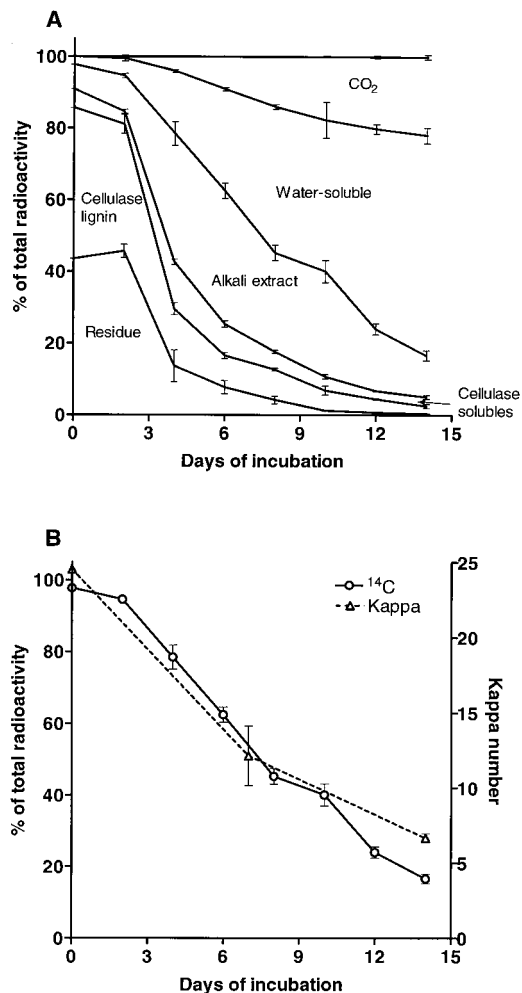 A
% of total radioactivity
100
80
60
40
20
0
CO₂
Water-soluble
Cellulase
lignin
Alkali extract
Residue
Cellulase
solubles
0 3 6 9 12 15
Days of incubation
B
% of total radioactivity
100
80
60
40
20
0
¹⁴C
Kappa
25
20
15
10
5
0
Kappa number
0 3 6 9 12 15
Days of incubation